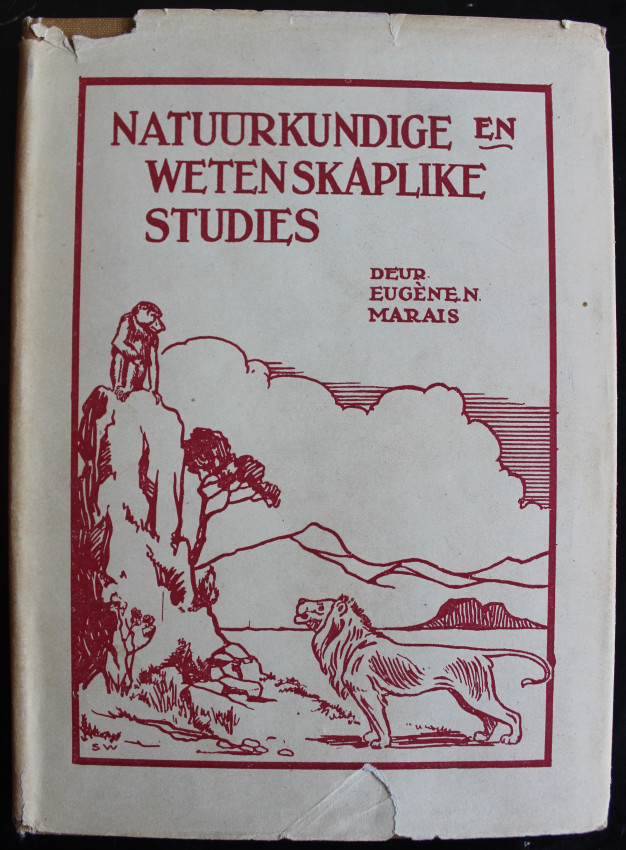 NATUURKUNDIGE EN
WETENSKAPLIKE
STUDIES
DEUR
EUGÈNE.N.
MARAIS
SW